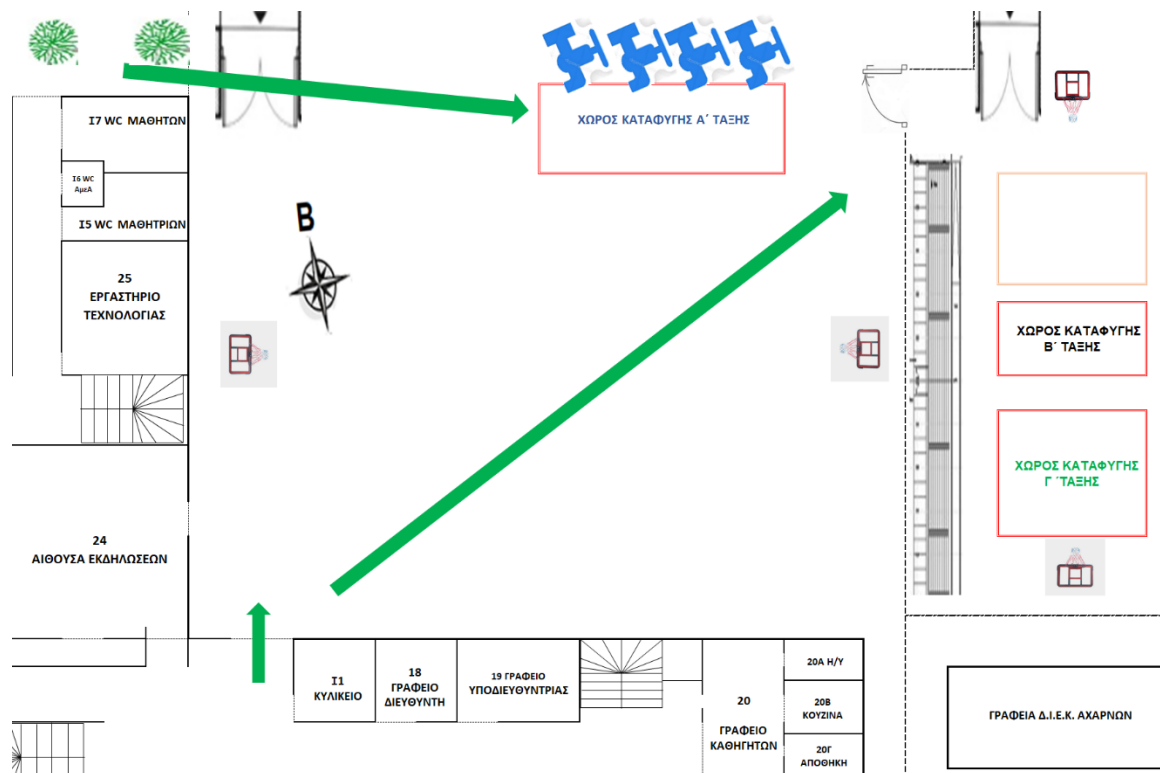 ΧΩΡΟΣ ΚΑΤΑΦΥΓΗΣ Α΄ ΤΑΞΗΣ
Ι7 WC ΜΑΘΗΤΩΝ
Ι6 WC
ΑμεΑ
Ι5 WC ΜΑΘΗΤΡΙΩΝ
Β
25
ΕΡΓΑΣΤΗΡΙΟ
ΤΕΧΝΟΛΟΓΙΑΣ
ΧΩΡΟΣ ΚΑΤΑΦΥΓΗΣ
Β΄ ΤΑΞΗΣ
ΧΩΡΟΣ ΚΑΤΑΦΥΓΗΣ
Γ ΄ΤΑΞΗΣ
24
ΑΙΘΟΥΣΑ ΕΚΔΗΛΩΣΕΩΝ
Ι1
ΚΥΛΙΚΕΙΟ
18
ΓΡΑΦΕΙΟ
ΔΙΕΥΘΥΝΤΗ
19 ΓΡΑΦΕΙΟ
ΥΠΟΔΙΕΥΘΥΝΤΡΙΑΣ
20
ΓΡΑΦΕΙΟ
ΚΑΘΗΓΗΤΩΝ
20Α Η/Υ
20Β
ΚΟΥΖΙΝΑ
20Γ
ΑΠΟΘΗΚΗ
ΓΡΑΦΕΙΑ Δ.Ι.Ε.Κ. ΑΧΑΡΝΩΝ